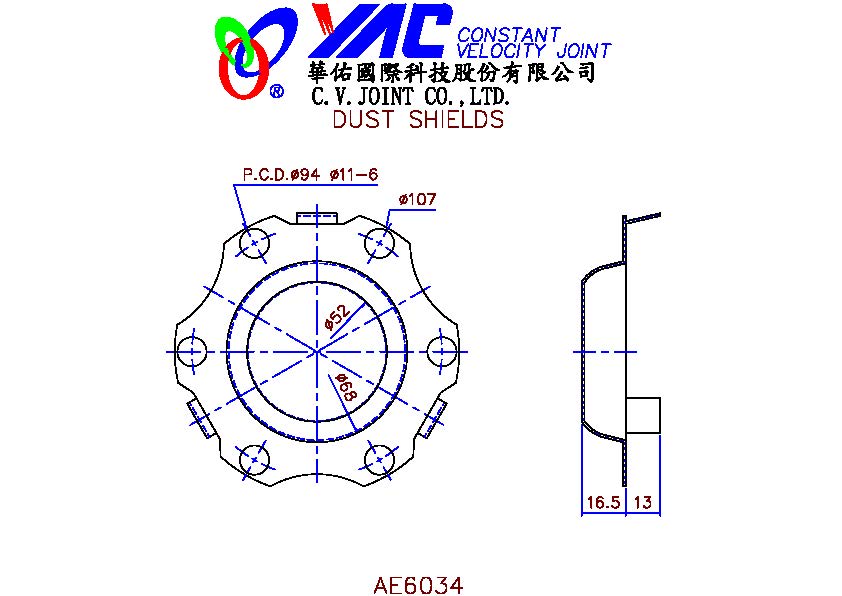 YAC CONSTANT
VELOCITY JOINT
®
華佑國際科技股份有限公司
C.V.JOINT CO.,LTD.
DUST SHIELDS
P.C.D.ø94 ø11-6
ø107
ø52
ø68
16.5 13
AE6034